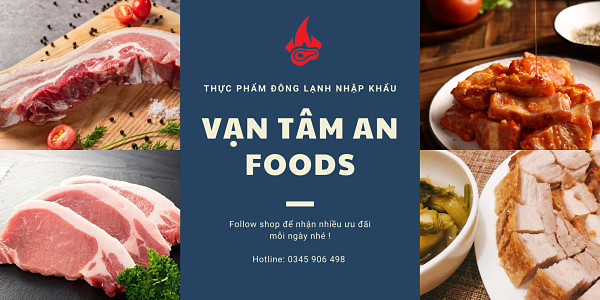 THỰC PHẨM ĐÔNG LẠNH NHẬP KHẨU
VẠN TÂM AN
FOODS
Follow shop để nhận nhiều ưu đãi
mỗi ngày nhé !
Hotline: 0345 906 498